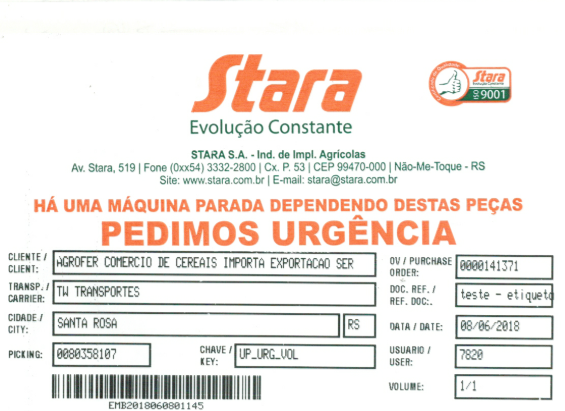 Stara
Evolução Constante
Stara
Evolução Constante
ISO 9001
STARA S.A. - Ind. de Impl. Agrícolas
Av. Stara, 519 | Fone (0xx54) 3332-2800 | Cx. P. 53 | CEP 99470-000 | Não-Me-Toque - RS
Site: www.stara.com.br | E-mail: stara@stara.com.br
HÁ UMA MÁQUINA PARADA DEPENDENDO DESTAS PEÇAS
PEDIMOS URGÊNCIA
CLIENTE / CLIENT: AGROFER COMERCIO DE CEREAIS IMPORTA EXPORTACAO SER
OV / PURCHASE ORDER: 0000141371
TRANSP. / CARRIER: TW TRANSPORTES
DOC. REF. / REF. DOC.: teste - etiqueta
CIDADE / CITY: SANTA ROSA RS
DATA / DATE: 08/06/2018
PICKING: 0080358107
CHAVE / KEY: UP_URG_VOL
USUARIO / USER: 7820
VOLUME: 1/1
EMB2018060801145